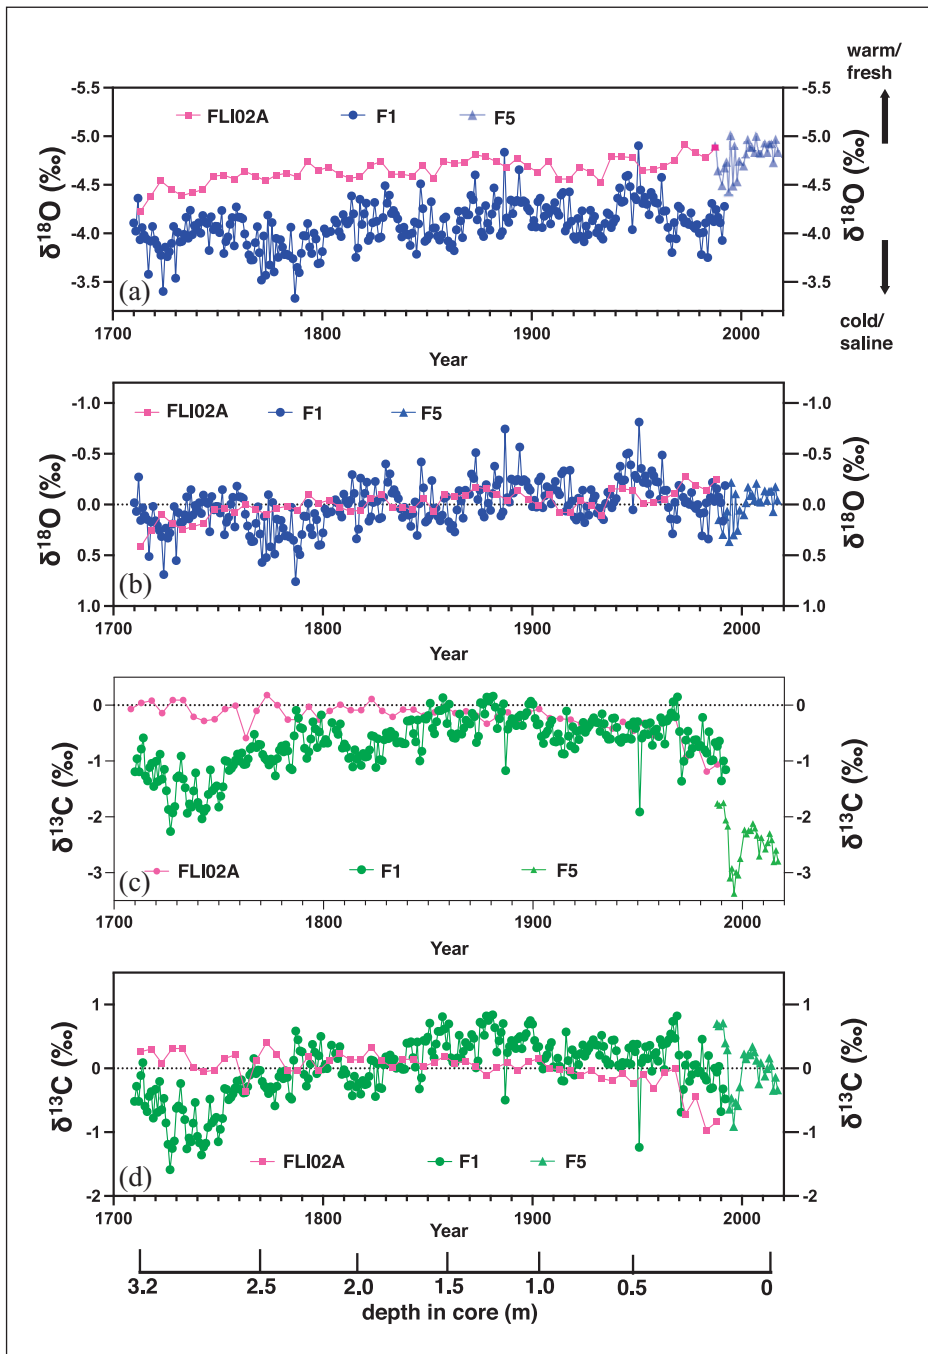 warm/
fresh
-5.5 -5.5
FLI02A F1 F5
-5.0 -5.0
-4.5 -4.5
-4.0 -4.0
-3.5 -3.5
δ18O (‰) δ18O (‰)
(a)
cold/
saline
1700 1800 1900 2000
Year
-1.0 -1.0
FLI02A F1 F5
-0.5 -0.5
0.0 0.0
0.5 0.5
1.0 1.0
δ18O (‰) δ18O (‰)
(b)
1700 1800 1900 2000
Year
0 0
-1 -1
-2 -2
-3 -3
δ13C (‰) δ13C (‰)
(c) FLI02A F1 F5
1700 1800 1900 2000
Year
1 1
0 0
-1 -1
-2 -2
δ13C (‰) δ13C (‰)
FLI02A F1 F5
(d)
1700 1800 1900 2000
Year
3.2 2.5 2.0 1.5 1.0 0.5 0
depth in core (m)